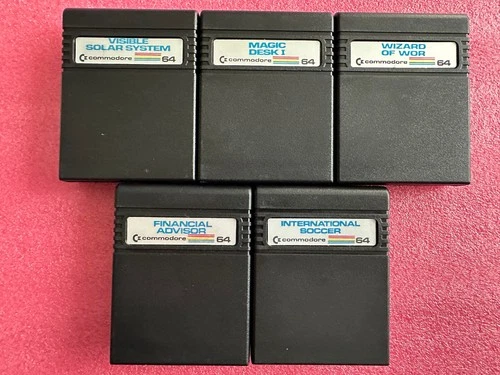 VISIBLE
SOLAR SYSTEM
commodore 64
MAGIC
DESK I
commodore 64
WIZARD
OF WOR
commodore 64
FINANCIAL
ADVISOR
commodore 64
INTERNATIONAL
SOCCER
commodore 64